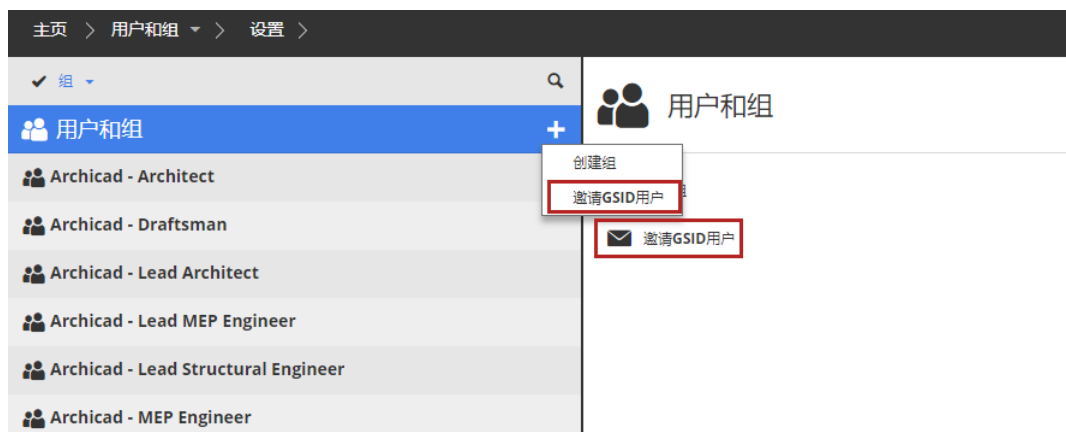 主页 > 用户和组 > 设置 >
组
用户和组
创建组
邀请GSID用户
Archicad - Architect
Archicad - Draftsman
Archicad - Lead Architect
Archicad - Lead MEP Engineer
Archicad - Lead Structural Engineer
Archicad - MEP Engineer
用户和组
邀请GSID用户